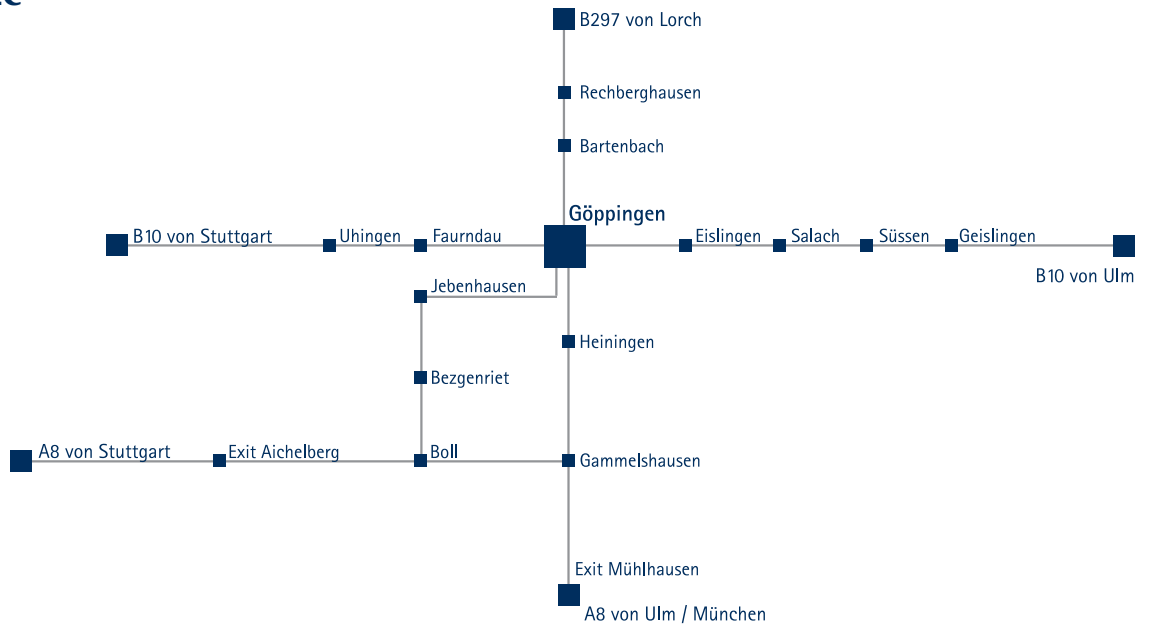 B297 von Lorch
Rechberghausen
Bartenbach
Göppingen
B10 von Stuttgart
Uhingen
Faurndau
Eislingen
Salach
Süssen
Geislingen
B10 von Ulm
Jebenhausen
Heiningen
Bezgenriet
A8 von Stuttgart
Exit Aichelberg
Boll
Gammelshausen
Exit Mühlhausen
A8 von Ulm / München